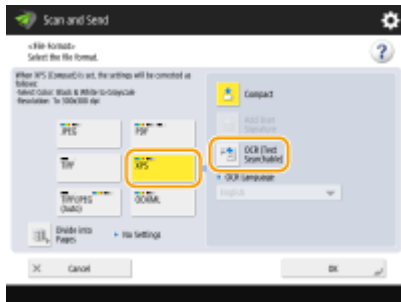 Scan and Send
<File Format>
Select the file format.
When XPS (Compact) is set, the settings will be corrected as
follows:
-Select Color: Black & White to Grayscale
-Resolution: To 300x300 dpi
JPEG
PDF
TIFF
XPS
TIFF/JPEG
(Auto)
OOXML
Divide into
Pages
No Settings
Compact
Add Dev.
Signature
OCR (Text
Searchable)
OCR Language
English
Cancel
OK